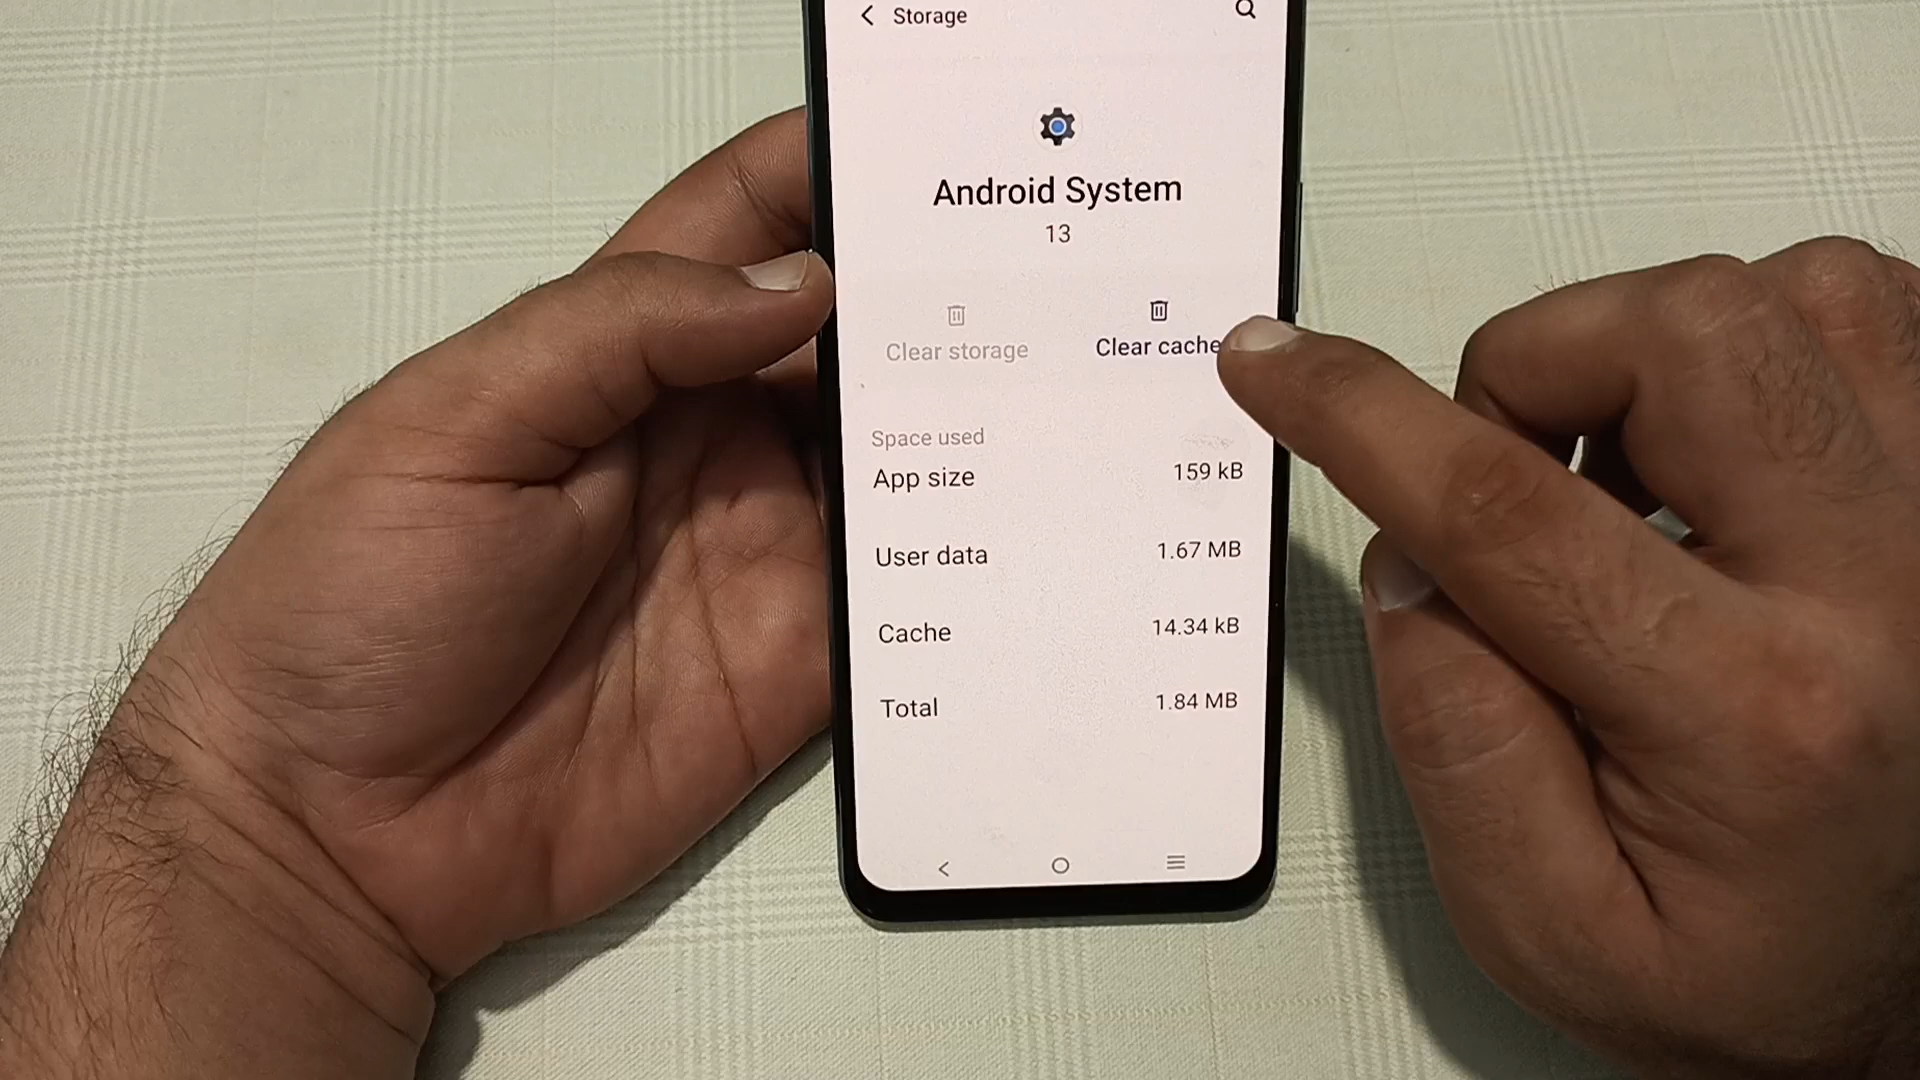 Storage
Android System
13
Clear storage
Clear cache
Space used
App size 159 kB
User data 1.67 MB
Cache 14.34 kB
Total 1.84 MB